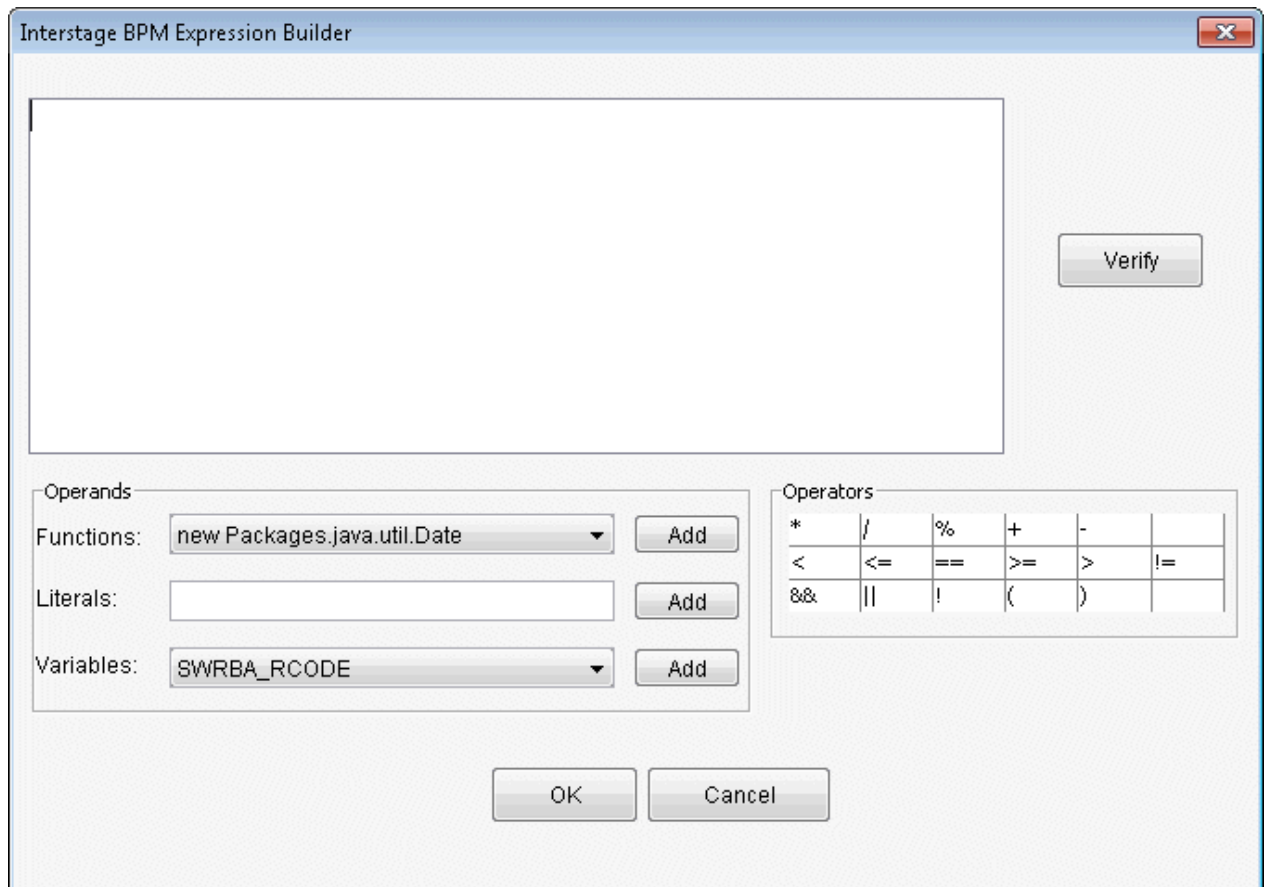 Interstage BPM Expression Builder
Verify
Operands
Functions: new Packages.java.util.Date Add
Literals: Add
Variables: SWRBA_RCODE Add
Operators
* / % + -
< <= == >= > !=
&& || ! ( )
OK Cancel